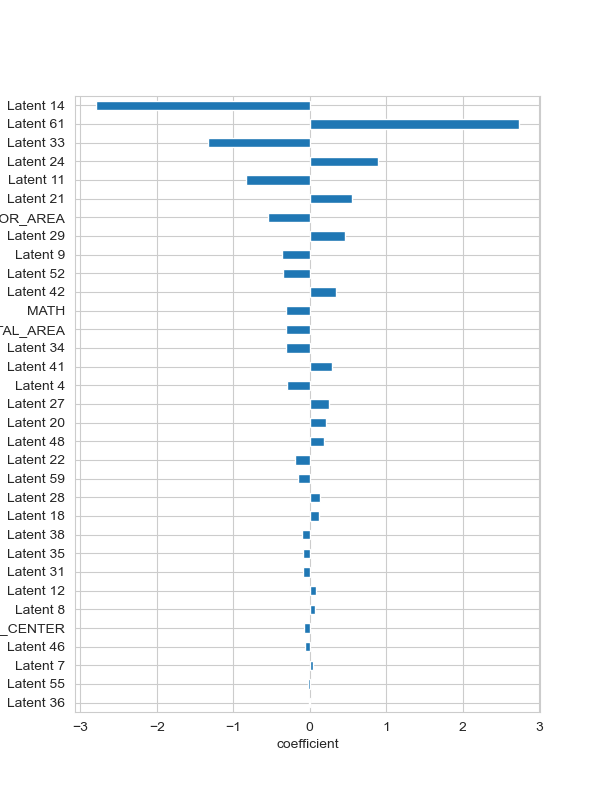 Latent 14
Latent 61
Latent 33
Latent 24
Latent 11
Latent 21
OR_AREA
Latent 29
Latent 9
Latent 52
Latent 42
MATH
TAL_AREA
Latent 34
Latent 41
Latent 4
Latent 27
Latent 20
Latent 48
Latent 22
Latent 59
Latent 28
Latent 18
Latent 38
Latent 35
Latent 31
Latent 12
Latent 8
_CENTER
Latent 46
Latent 7
Latent 55
Latent 36
−3 −2 −1 0 1 2 3
coefficient